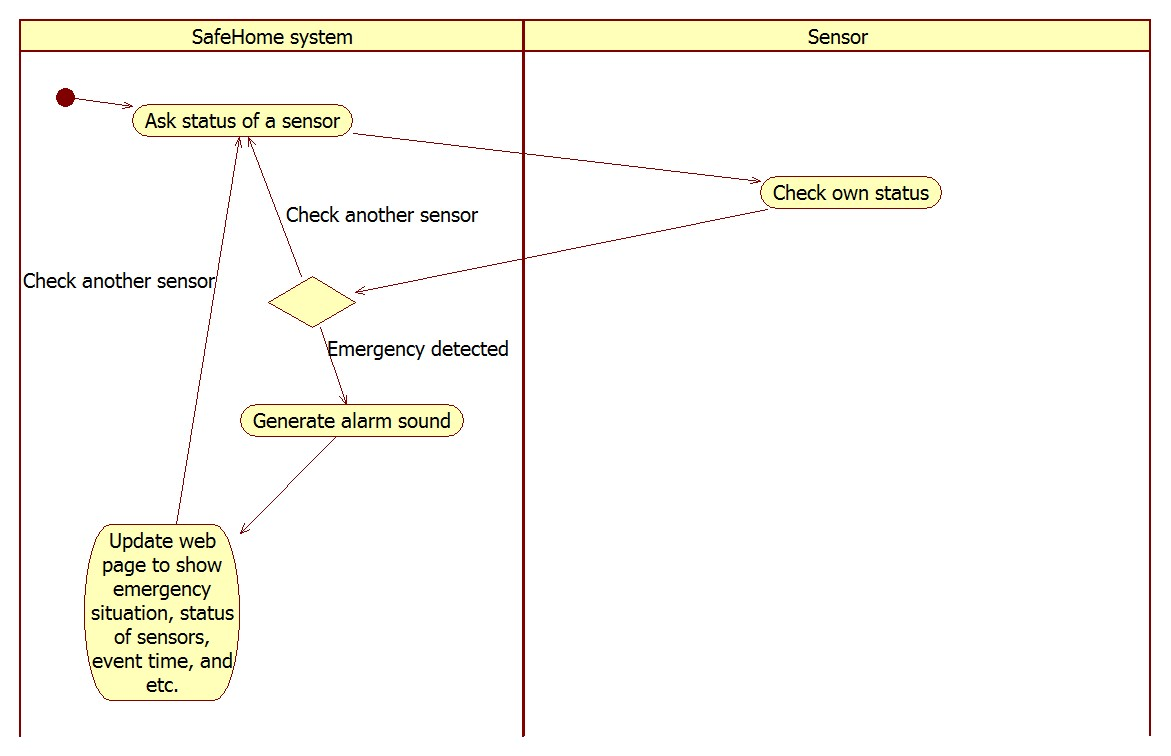 SafeHome system
Sensor
Ask status of a sensor
Check own status
Check another sensor
Check another sensor
Emergency detected
Generate alarm sound
Update web
page to show
emergency
situation, status
of sensors,
event time, and
etc.